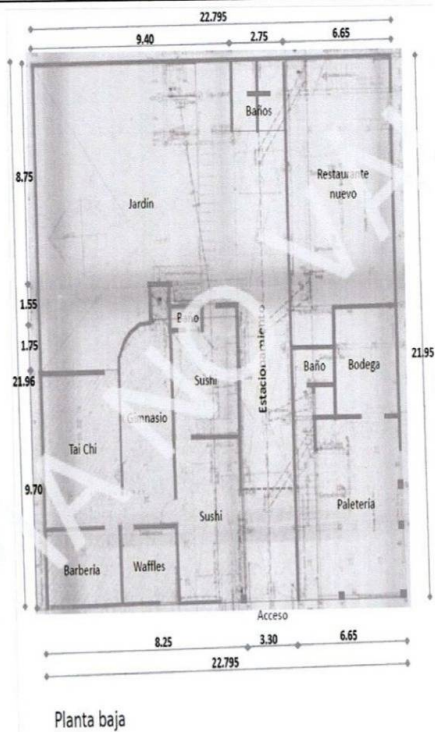 22.795
9.40
2.75
6.65
Baños
8.75
Restaurante
nuevo
Jardín
1.55
Baño
1.75
21.95
21.96
Sushi
Estacionamiento
Baño
Bodega
Gimnasio
Tai Chi
9.70
Paleteria
Sushi
Barbería
Waffles
Acceso
8.25
3.30
6.65
22.795
Planta baja